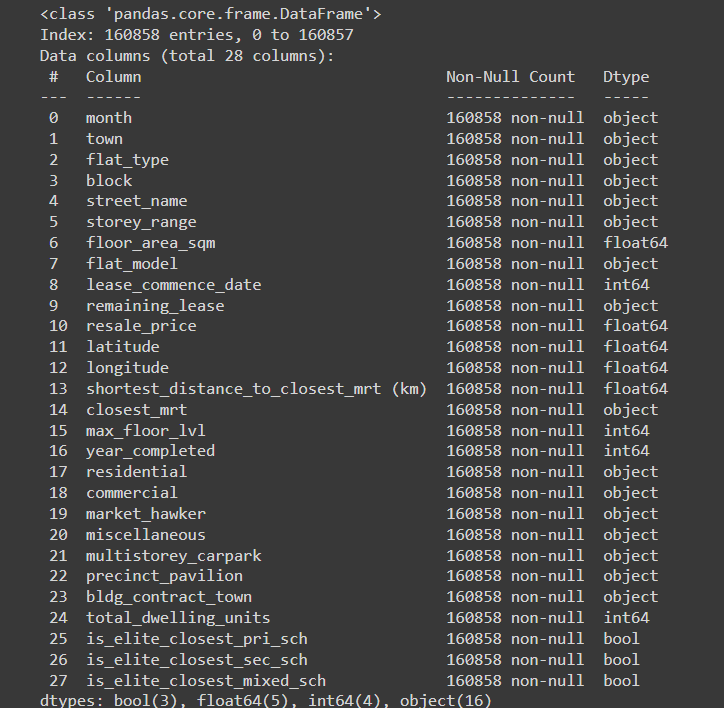 <class 'pandas.core.frame.DataFrame'>
Index: 160858 entries, 0 to 160857
Data columns (total 28 columns):
 #   Column                              Non-Null Count   Dtype
---  ------                              --------------   -----
 0   month                               160858 non-null  object
 1   town                                160858 non-null  object
 2   flat_type                           160858 non-null  object
 3   block                               160858 non-null  object
 4   street_name                         160858 non-null  object
 5   storey_range                        160858 non-null  object
 6   floor_area_sqm                      160858 non-null  float64
 7   flat_model                          160858 non-null  object
 8   lease_commence_date                 160858 non-null  int64
 9   remaining_lease                     160858 non-null  object
 10  resale_price                        160858 non-null  float64
 11  latitude                            160858 non-null  float64
 12  longitude                           160858 non-null  float64
 13  shortest_distance_to_closest_mrt (km)  160858 non-null  float64
 14  closest_mrt                         160858 non-null  object
 15  max_floor_lvl                       160858 non-null  int64
 16  year_completed                      160858 non-null  int64
 17  residential                         160858 non-null  object
 18  commercial                          160858 non-null  object
 19  market_hawker                       160858 non-null  object
 20  miscellaneous                       160858 non-null  object
 21  multistorey_carpark                 160858 non-null  object
 22  precinct_pavilion                   160858 non-null  object
 23  bldg_contract_town                  160858 non-null  object
 24  total_dwelling_units                160858 non-null  int64
 25  is_elite_closest_pri_sch            160858 non-null  bool
 26  is_elite_closest_sec_sch            160858 non-null  bool
 27  is_elite_closest_mixed_sch          160858 non-null  bool
dtypes: bool(3), float64(5), int64(4), object(16)